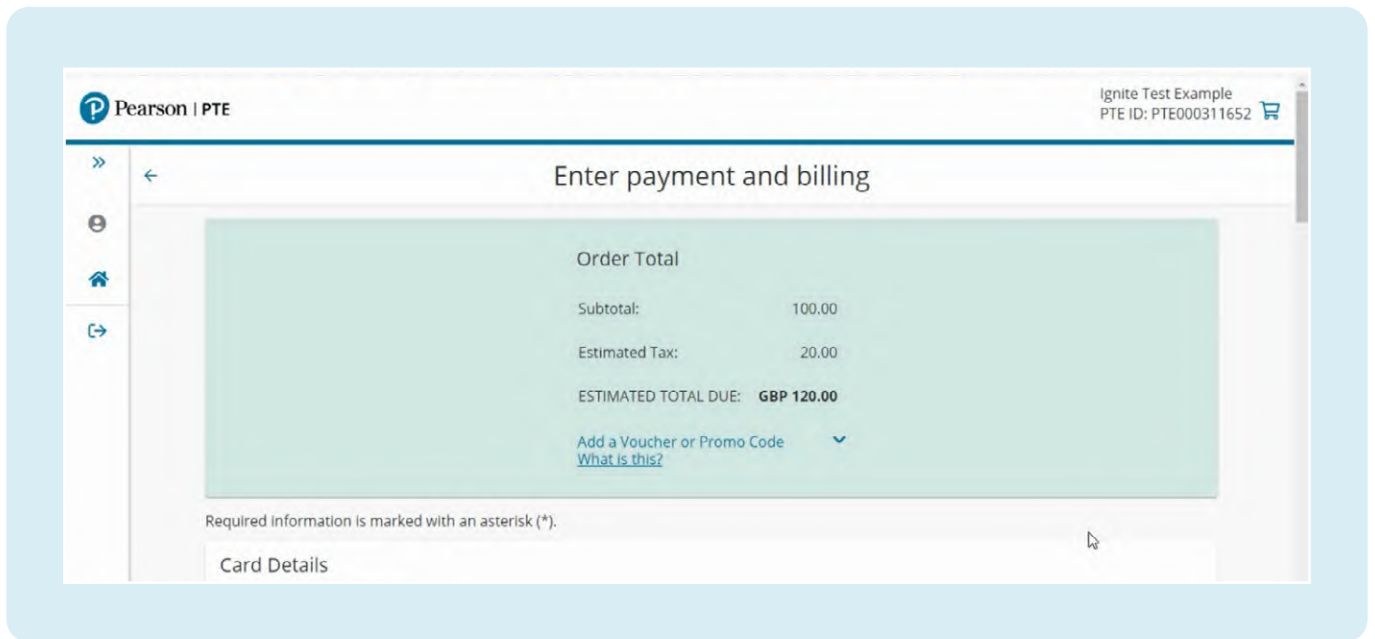 Pearson | PTE
Ignite Test Example
PTE ID: PTE000311652
Enter payment and billing
Order Total
Subtotal: 100.00
Estimated Tax: 20.00
ESTIMATED TOTAL DUE: GBP 120.00
Add a Voucher or Promo Code
What is this?
Required information is marked with an asterisk (*).
Card Details